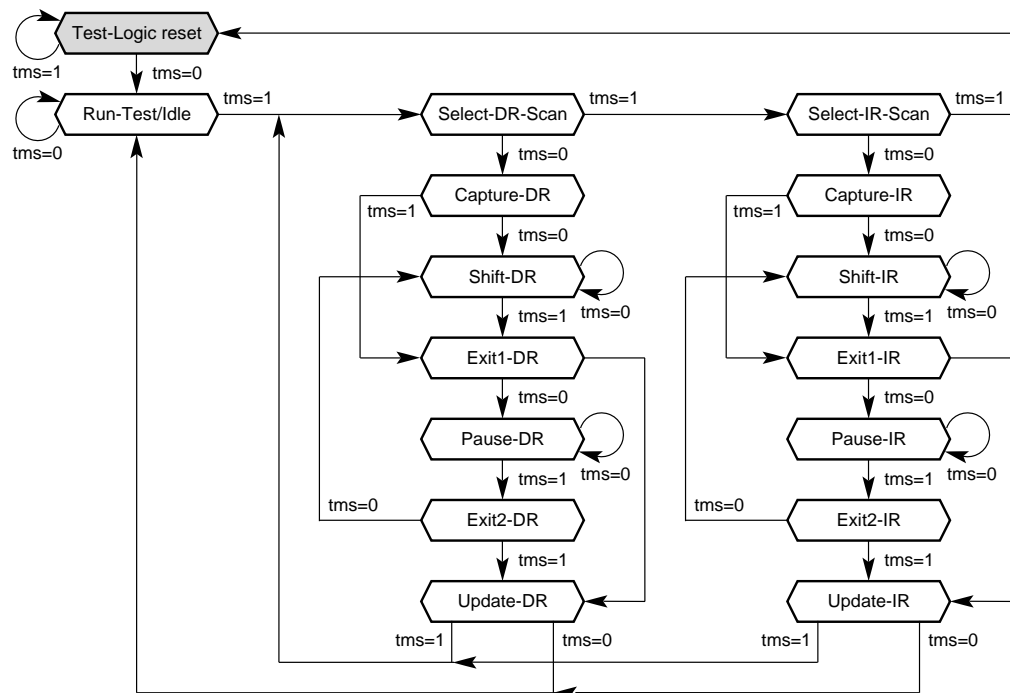 Test-Logic reset
tms=1
tms=0
Run-Test/Idle
tms=1
Select-DR-Scan
tms=1
Select-IR-Scan
tms=1
tms=0
tms=0
tms=0
Capture-DR
Capture-IR
tms=1
tms=1
tms=0
tms=0
Shift-DR
Shift-IR
tms=0
tms=0
tms=1
tms=1
Exit1-DR
Exit1-IR
tms=0
tms=0
Pause-DR
Pause-IR
tms=0
tms=0
tms=1
tms=1
tms=0
tms=0
Exit2-DR
Exit2-IR
tms=1
tms=1
Update-DR
Update-IR
tms=1
tms=0
tms=1
tms=0